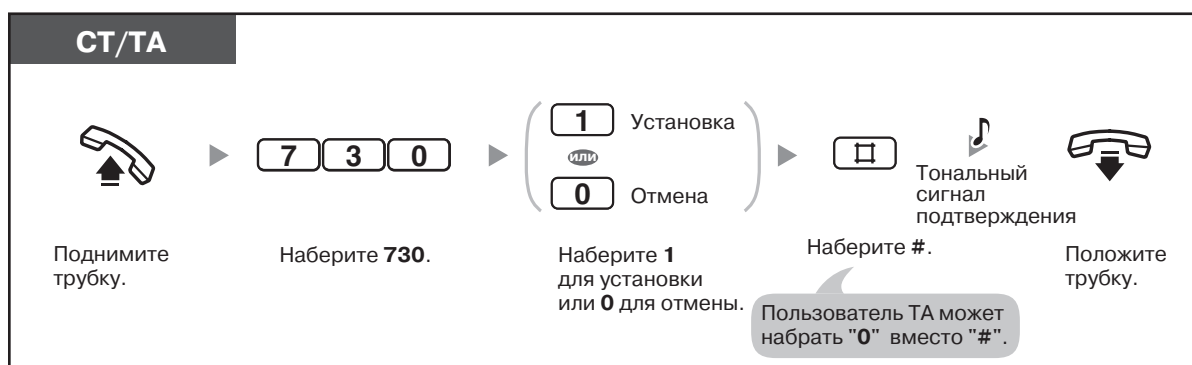 СТ/ТА
7 3 0
1 Установка
или
0 Отмена
Тональный
сигнал
подтверждения
Поднимите
трубку.
Наберите 730.
Наберите 1
для установки
или 0 для отмены.
Наберите #.
Положите
трубку.
Пользователь ТА может
набрать "0" вместо "#".